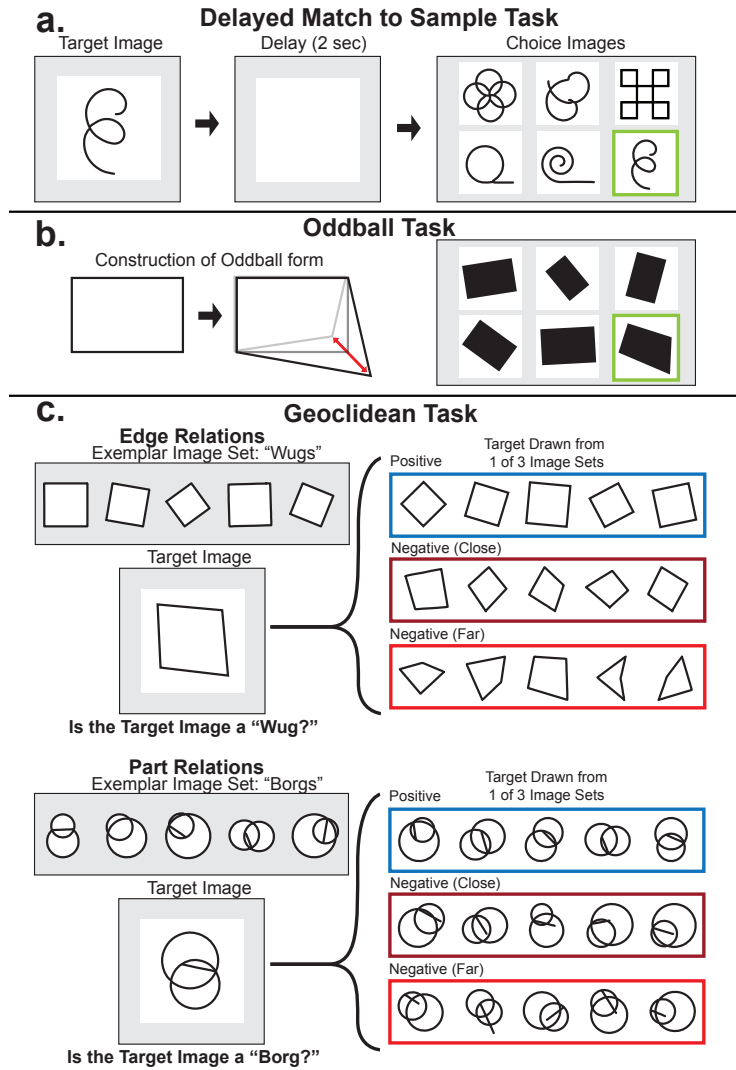 a.
Delayed Match to Sample Task
Target Image
Delay (2 sec)
Choice Images
b.
Oddball Task
Construction of Oddball form
c.
Geoclidean Task
Edge Relations
Exemplar Image Set: “Wugs”
Target Drawn from
1 of 3 Image Sets
Positive
Target Image
Negative (Close)
Negative (Far)
Is the Target Image a “Wug?”
Part Relations
Exemplar Image Set: “Borgs”
Target Drawn from
1 of 3 Image Sets
Positive
Target Image
Negative (Close)
Negative (Far)
Is the Target Image a “Borg?”